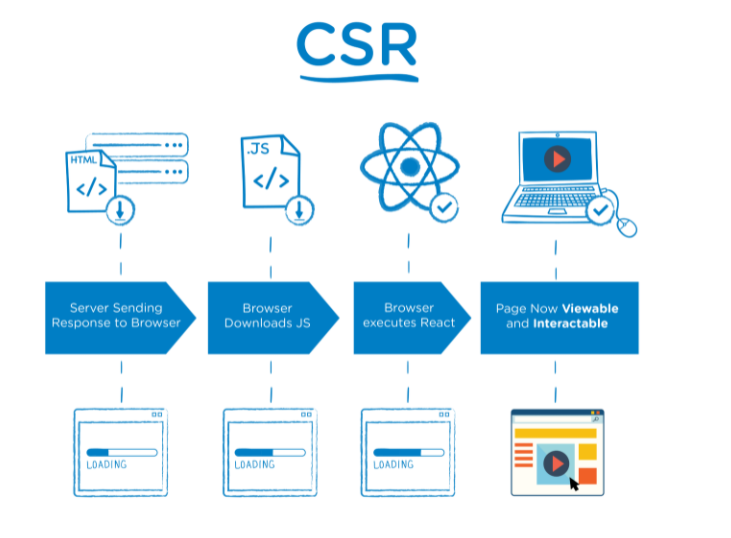 CSR
HTML
.JS
Server Sending
Response to Browser
Browser
Downloads JS
Browser
executes React
Page Now Viewable
and Interactable
LOADING
LOADING
LOADING